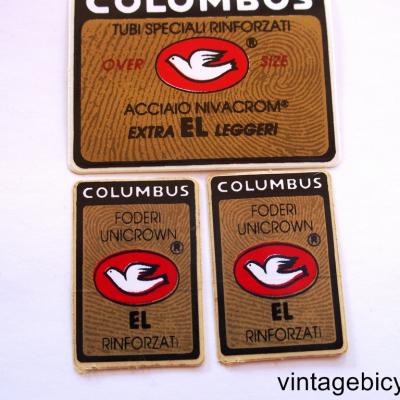 COLUMBUS
TUBI SPECIALI RINFORZATI
OVER SIZE
®
ACCIAIO NIVACROM®
EXTRA EL LEGGERI
COLUMBUS
FODERI
UNICROWN
®
EL
RINFORZATI
COLUMBUS
FODERI
UNICROWN
®
EL
RINFORZATI
vintagebicy